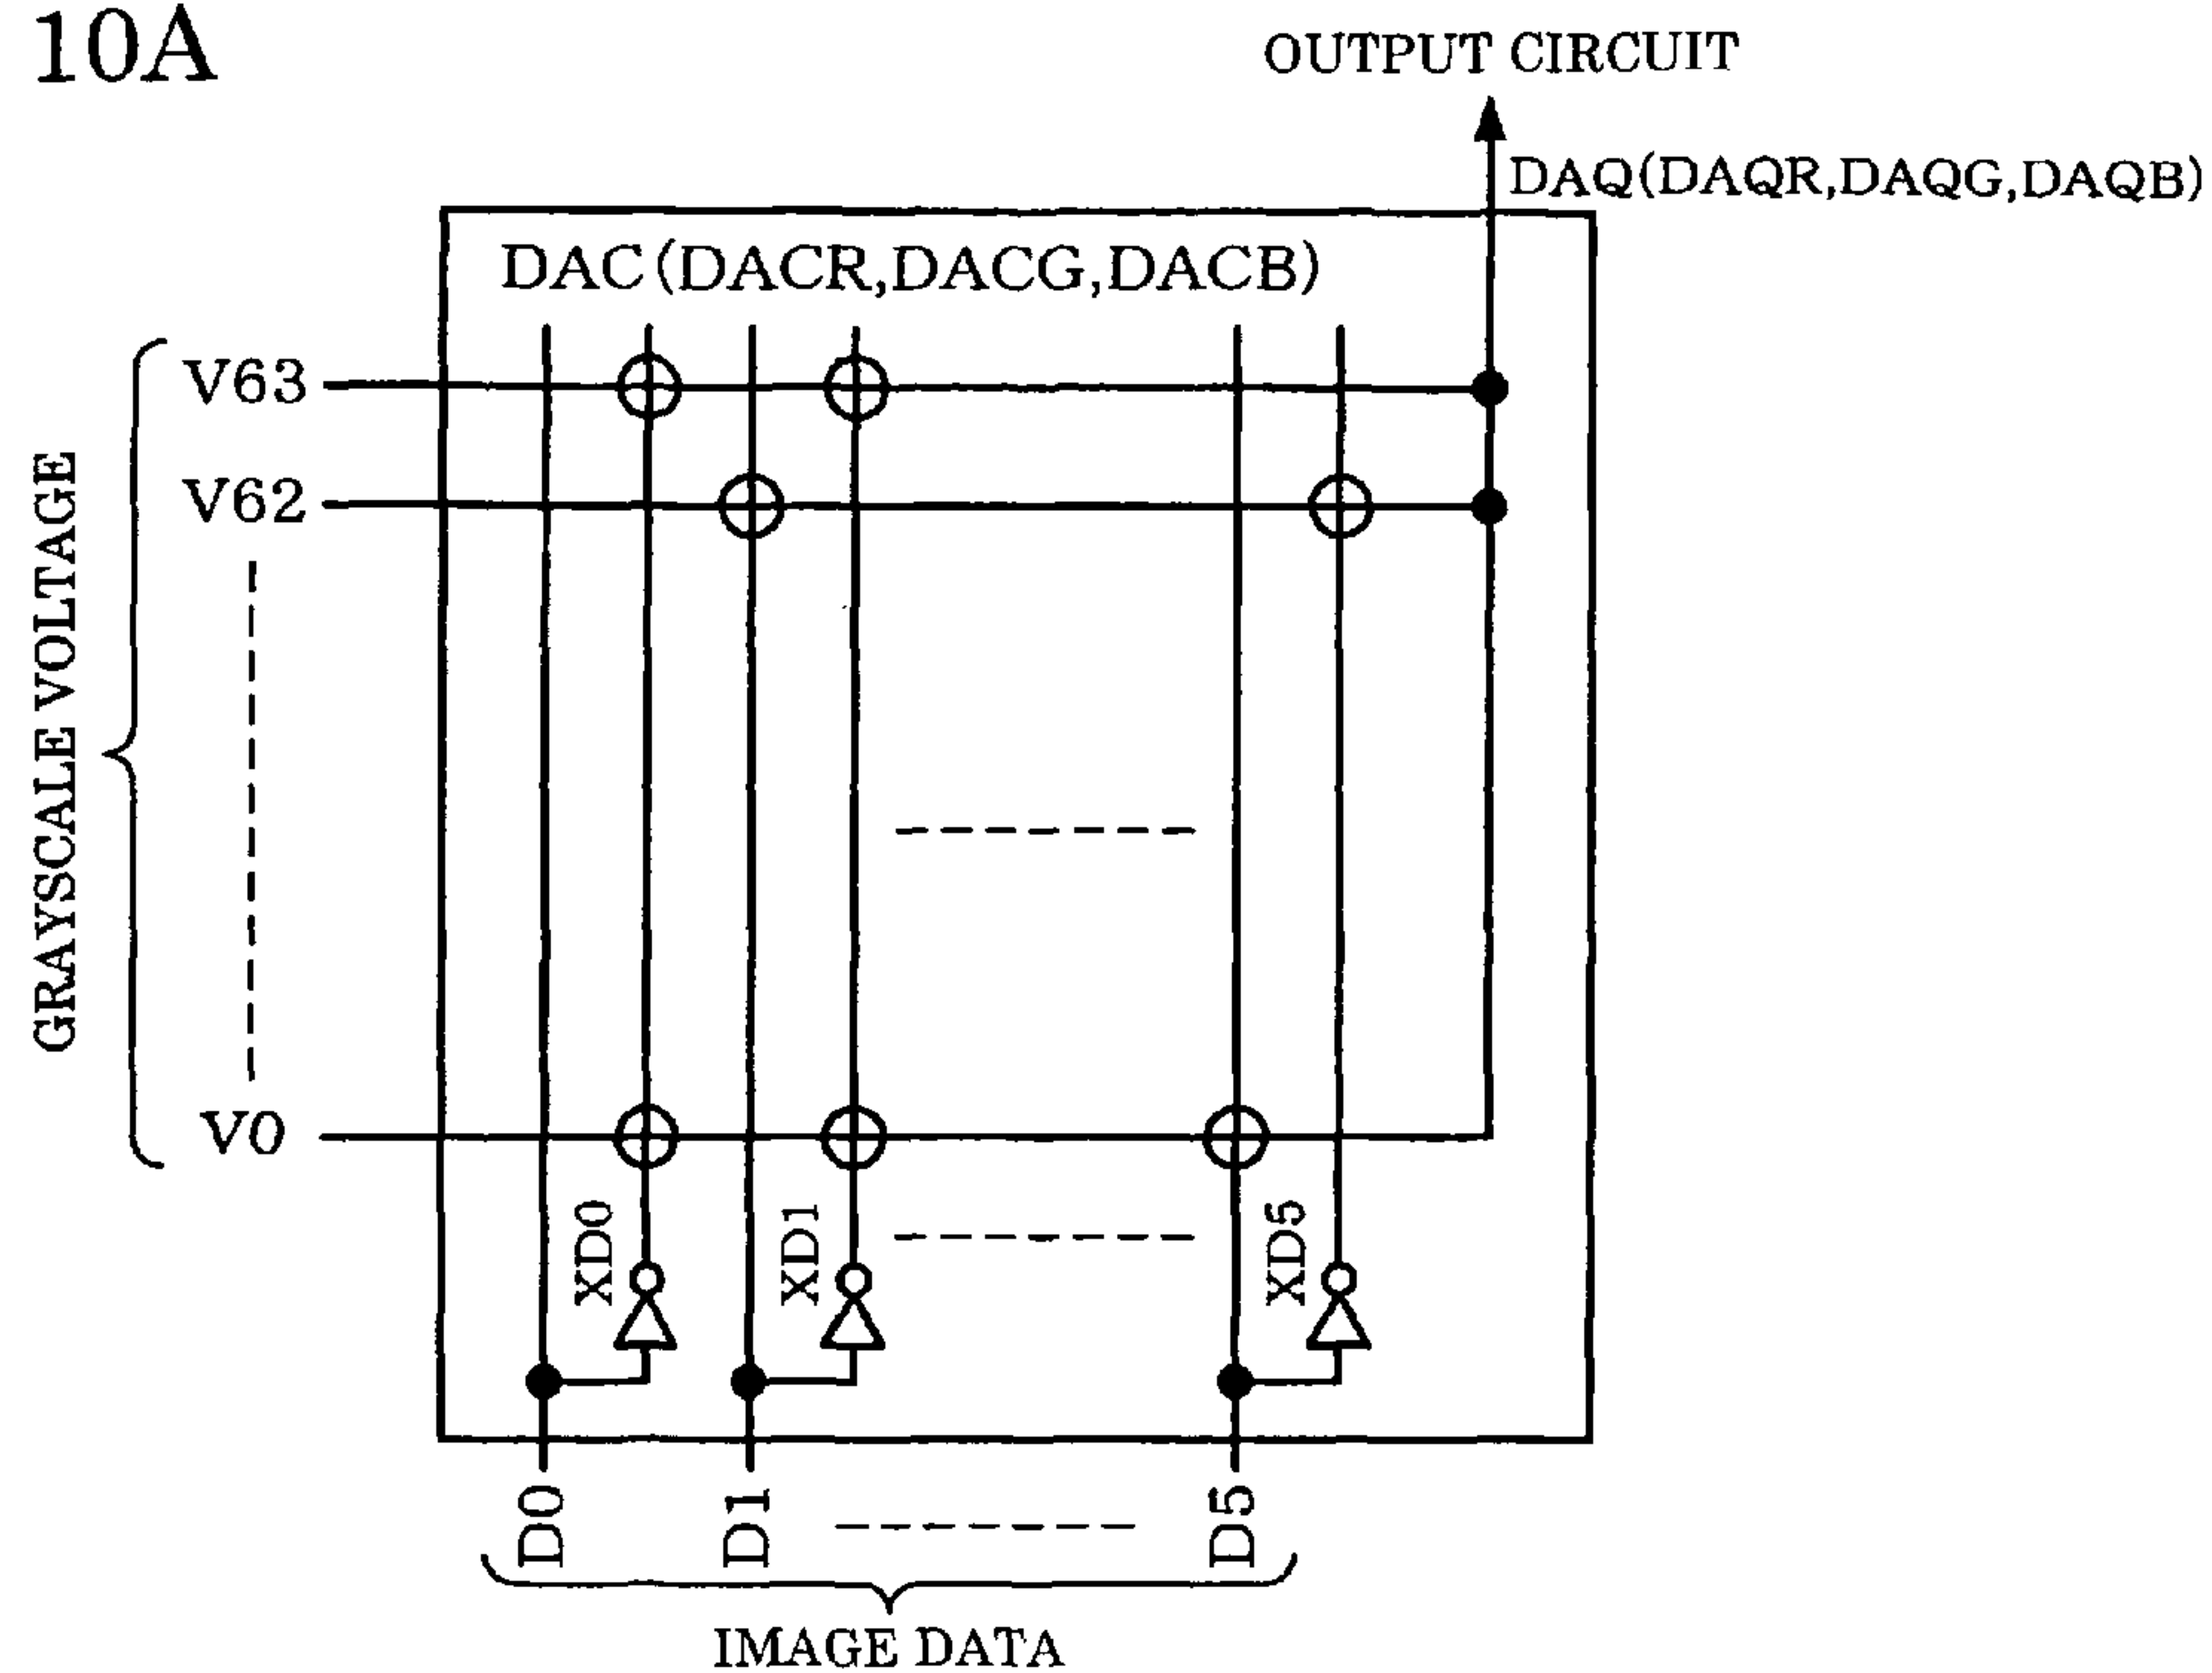 10A
OUTPUT CIRCUIT
DAQ(DAQR,DAQG,DAQB)
DAC(DACR,DACG,DACB)
GRAYSCALE VOLTAGE
V63
V62
V0
XD0
XD1
XD5
D0
D1
D5
IMAGE DATA